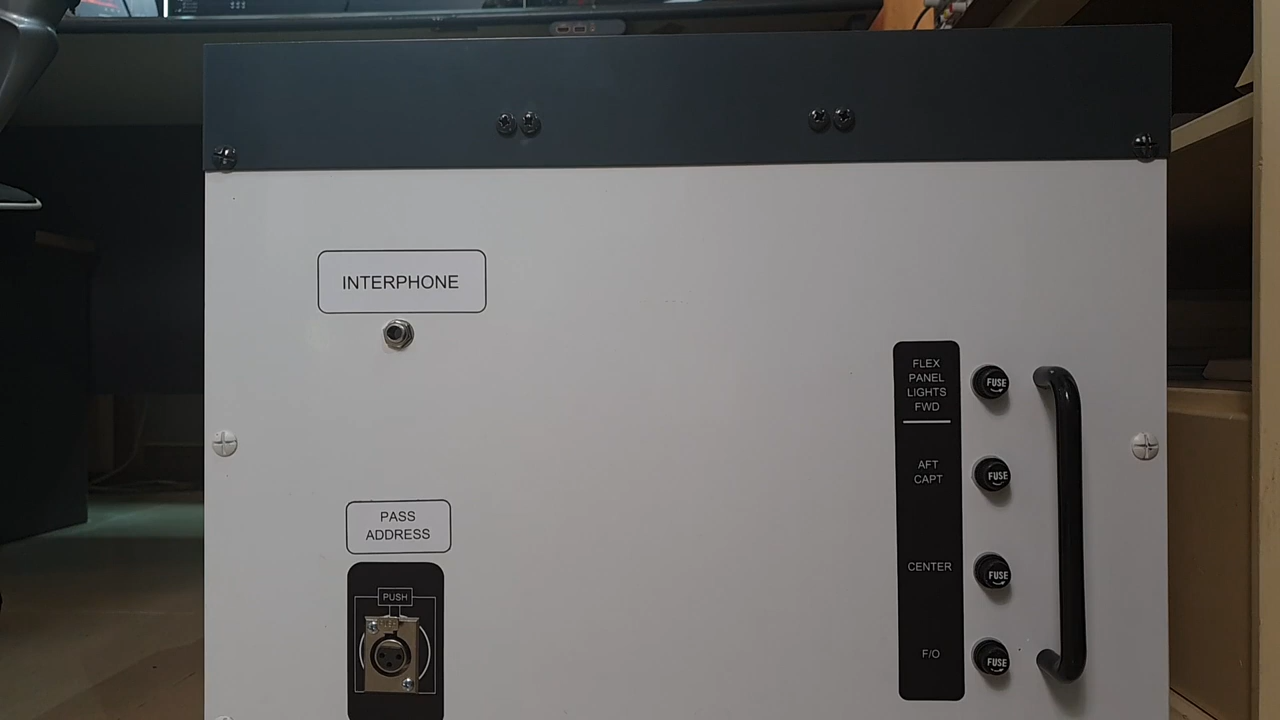 INTERPHONE
PASS
ADDRESS
PUSH
FLEX
PANEL
LIGHTS
FWD
FUSE
AFT
CAPT
FUSE
CENTER
FUSE
F/O
FUSE